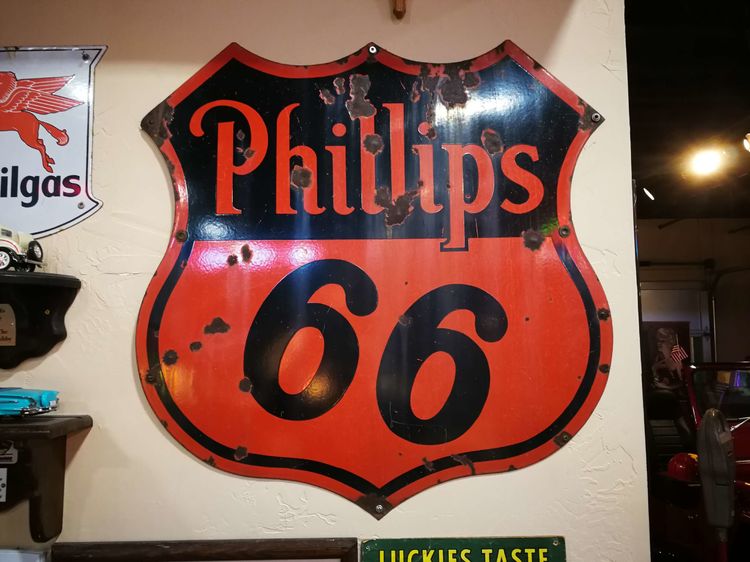 Phillips
66
ilgas
LUCKIES TASTE